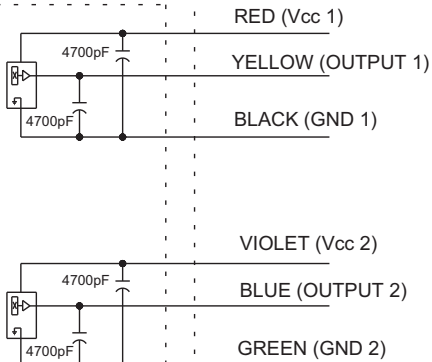 RED (Vcc 1)
4700pF
YELLOW (OUTPUT 1)
4700pF
BLACK (GND 1)
VIOLET (Vcc 2)
4700pF
BLUE (OUTPUT 2)
4700pF
GREEN (GND 2)